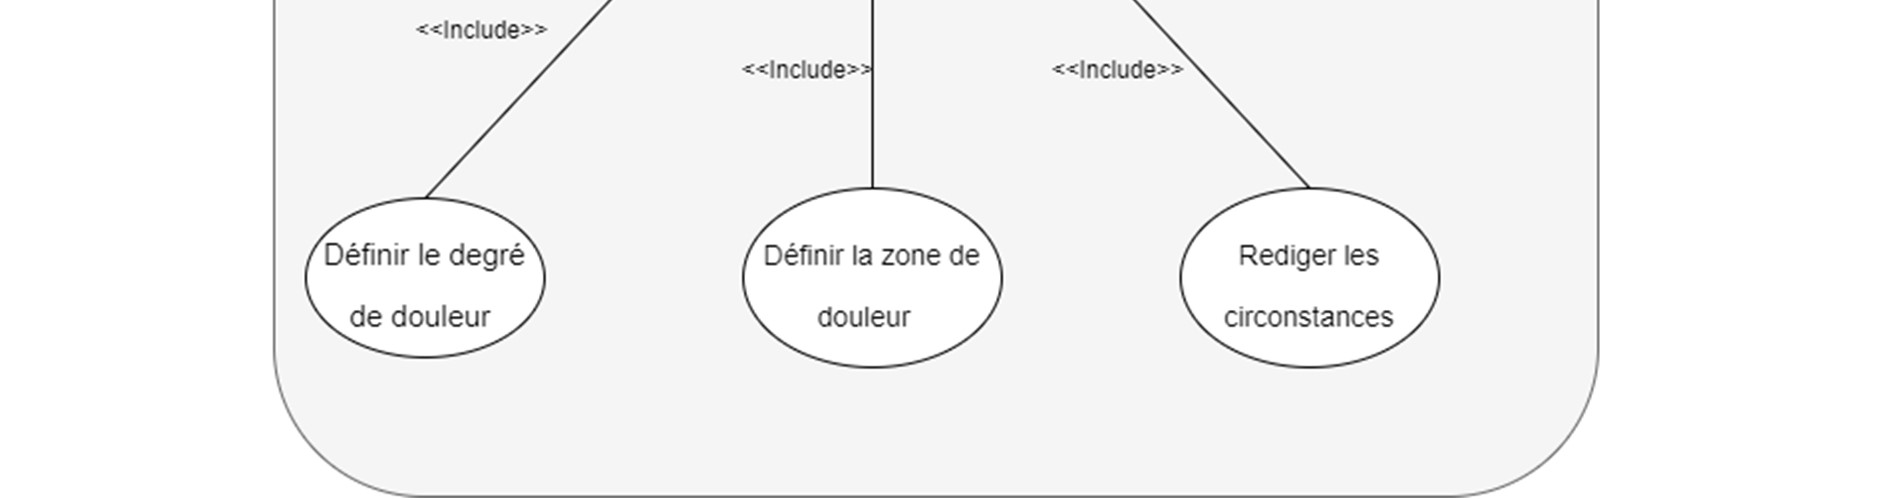 <<Include>>
<<Include>>
<<Include>>
Définir le degré
de douleur
Définir la zone de
douleur
Rediger les
circonstances